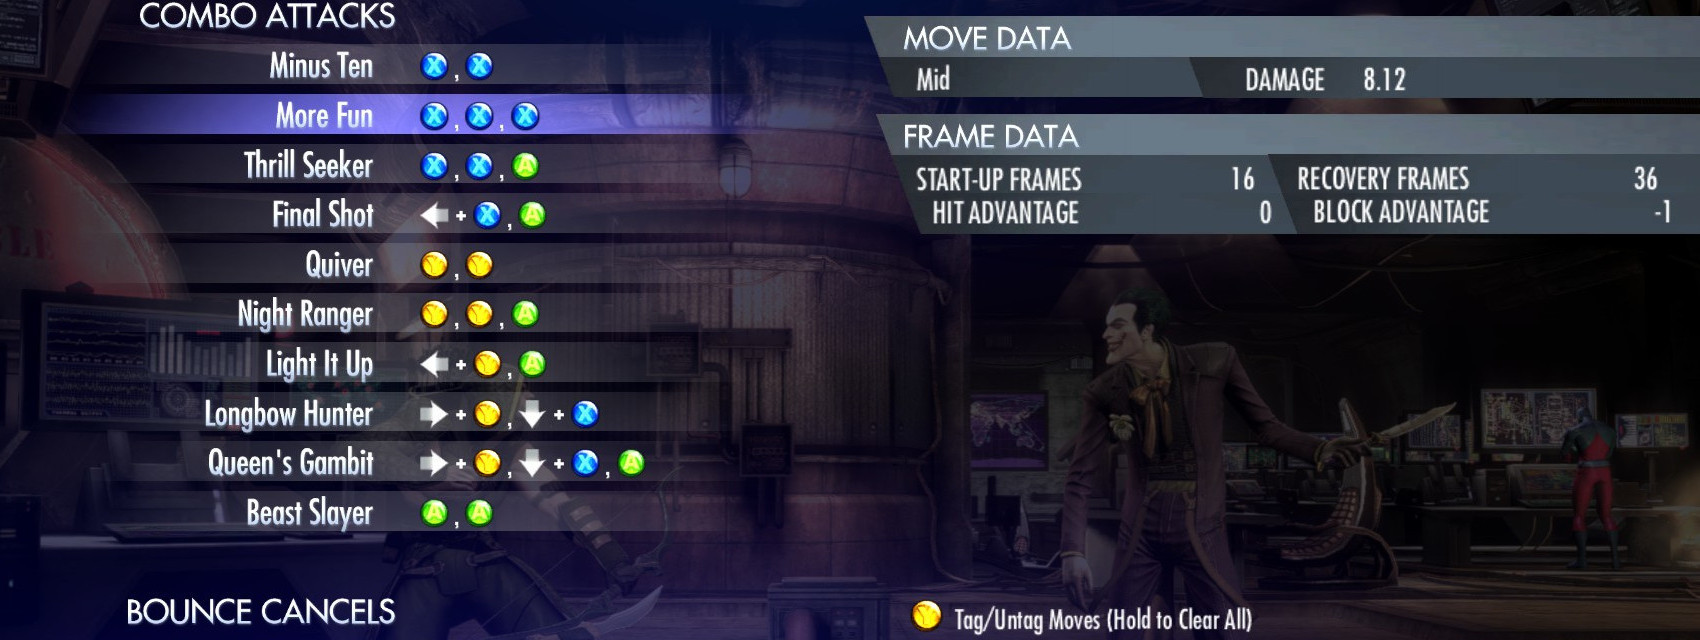 COMBO ATTACKS
Minus Ten X , X
More Fun X , X , X
Thrill Seeker X , X , A
Final Shot + X , A
Quiver Y , Y
Night Ranger Y , Y , A
Light It Up + Y , A
Longbow Hunter + Y , + X
Queen's Gambit + Y , + X , A
Beast Slayer A , A
BOUNCE CANCELS
MOVE DATA
Mid DAMAGE 8.12
FRAME DATA
START-UP FRAMES 16 RECOVERY FRAMES 36
HIT ADVANTAGE 0 BLOCK ADVANTAGE -1
Y Tag/Untag Moves (Hold to Clear All)